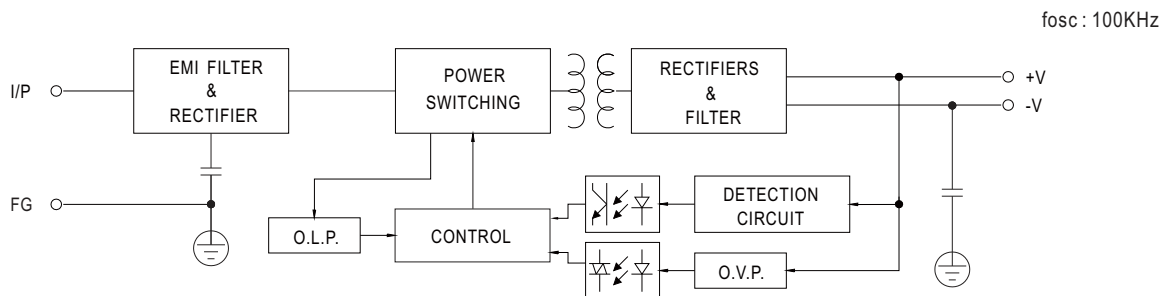 fosc : 100KHz
I/P
EMI FILTER
&
RECTIFIER
POWER
SWITCHING
RECTIFIERS
&
FILTER
+V
-V
FG
O.L.P.
CONTROL
DETECTION
CIRCUIT
O.V.P.